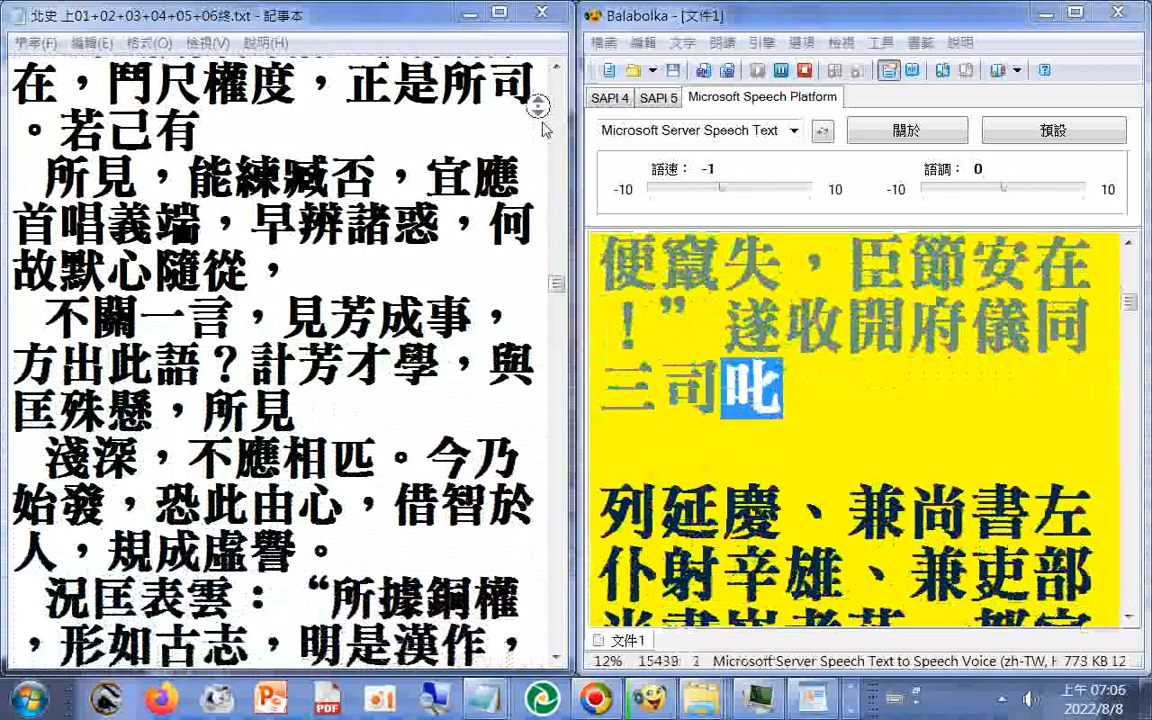 北史 上01+02+03+04+05+06终.txt - 記事本
檔案(F) 編輯(E) 格式(O) 檢視(V) 說明(H)
在，鬥尺權度，正是所司
。若己有
所見，能練臧否，宜應
首唱義端，早辨諸惑，何
故默心隨從，
不關一言，見芳成事，
方出此語？計芳才學，與
匡殊懸，所見
淺深，不應相匹。今乃
始發，恐此由心，借智於
人，規成虛譽。
況匡表雲：“所據銅權
，形如古志，明是漢作，
Balabolka - [文件1]
檔案 編輯 文字 朗讀 引擎 選項 檢視 工具 書籤 說明
SAPI 4 SAPI 5 Microsoft Speech Platform
Microsoft Server Speech Text 關於 預設
語速： -1 語調： 0
-10 10 -10 10
便竄失，臣節安在
！”遂收開府儀同
三司叱
列延慶、兼尚書左
仆射辛雄、兼吏部
文件1
12% 15439: Microsoft Server Speech Text to Speech Voice (zh-TW, H 773 KB 12
上午 07:06
2022/8/8